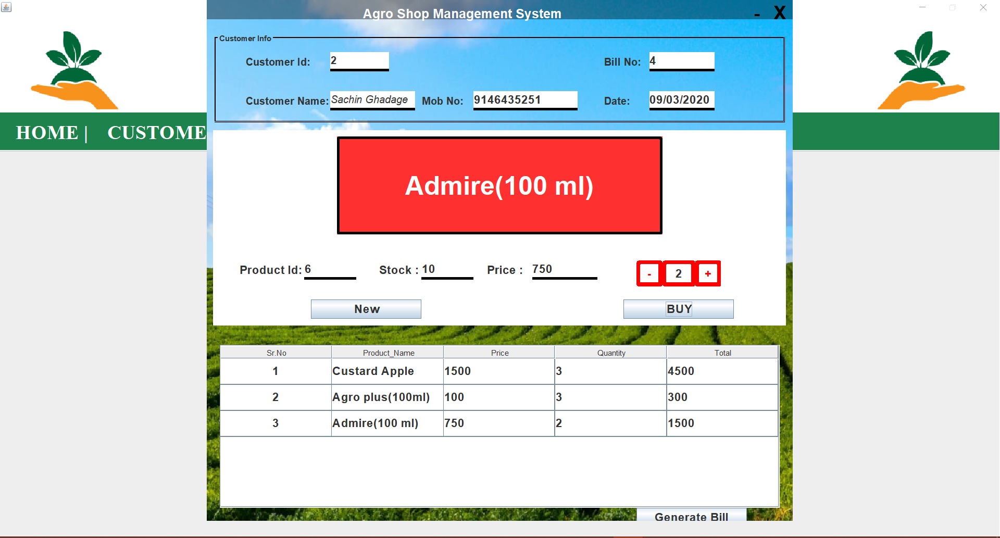 Agro Shop Management System
- X
Customer Info
Customer Id: 2 Bill No: 4
Customer Name: Sachin Ghadage Mob No: 9146435251 Date: 09/03/2020
HOME | CUSTOME
Admire(100 ml)
Product Id: 6 Stock : 10 Price : 750 - 2 +
New BUY
Sr.No Product_Name Price Quantity Total
1 Custard Apple 1500 3 4500
2 Agro plus(100ml) 100 3 300
3 Admire(100 ml) 750 2 1500
Generate Bill